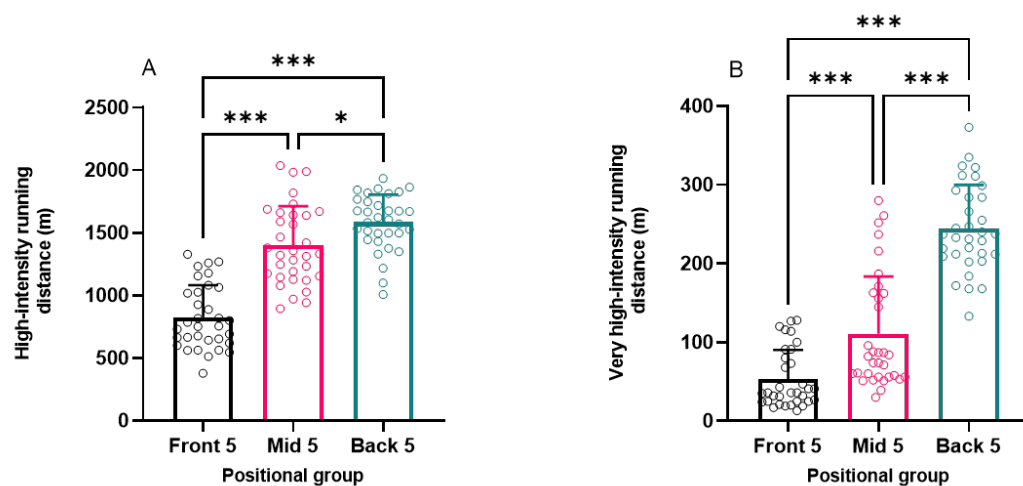 A
***
***
*
2500
2000
1500
1000
500
0
High-intensity running
distance (m)
Front 5 Mid 5 Back 5
Positional group
B
***
***
***
400
300
200
100
0
Very high-intensity running
distance (m)
Front 5 Mid 5 Back 5
Positional group